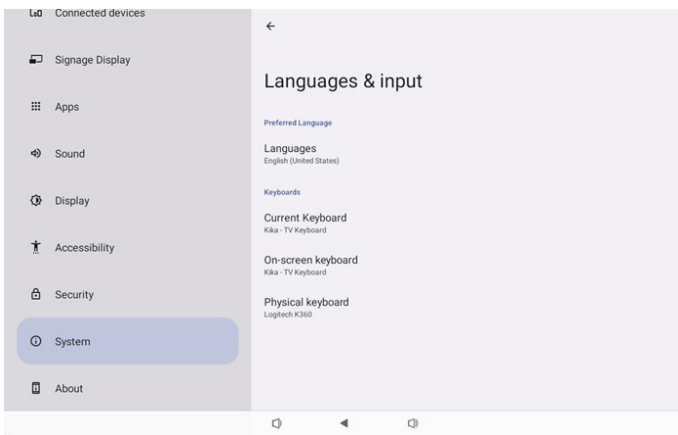 Connected devices
Signage Display
Apps
Sound
Display
Accessibility
Security
System
About
Languages & input
Preferred Language
Languages
English (United States)
Keyboards
Current Keyboard
Kika - TV Keyboard
On-screen keyboard
Kika - TV Keyboard
Physical keyboard
Logitech K360